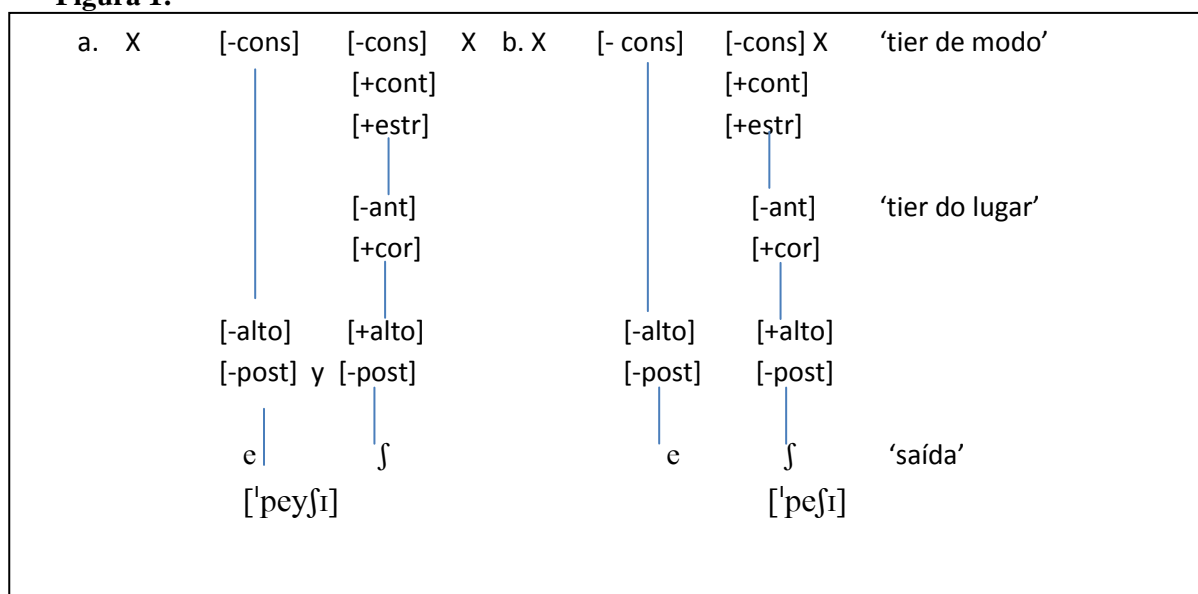 Figura 1.
a. X [-cons] [-cons] X b. X [- cons] [-cons] X ‘tier de modo’
[+cont] [+cont]
[+estr] [+estr]
[-ant] [-ant] ‘tier do lugar’
[+cor] [+cor]
[-alto] [+alto] [-alto] [+alto]
[-post] y [-post] [-post] [-post]
e ʃ e ʃ ‘saída’
[ˈpeyʃɪ] [ˈpeʃɪ]